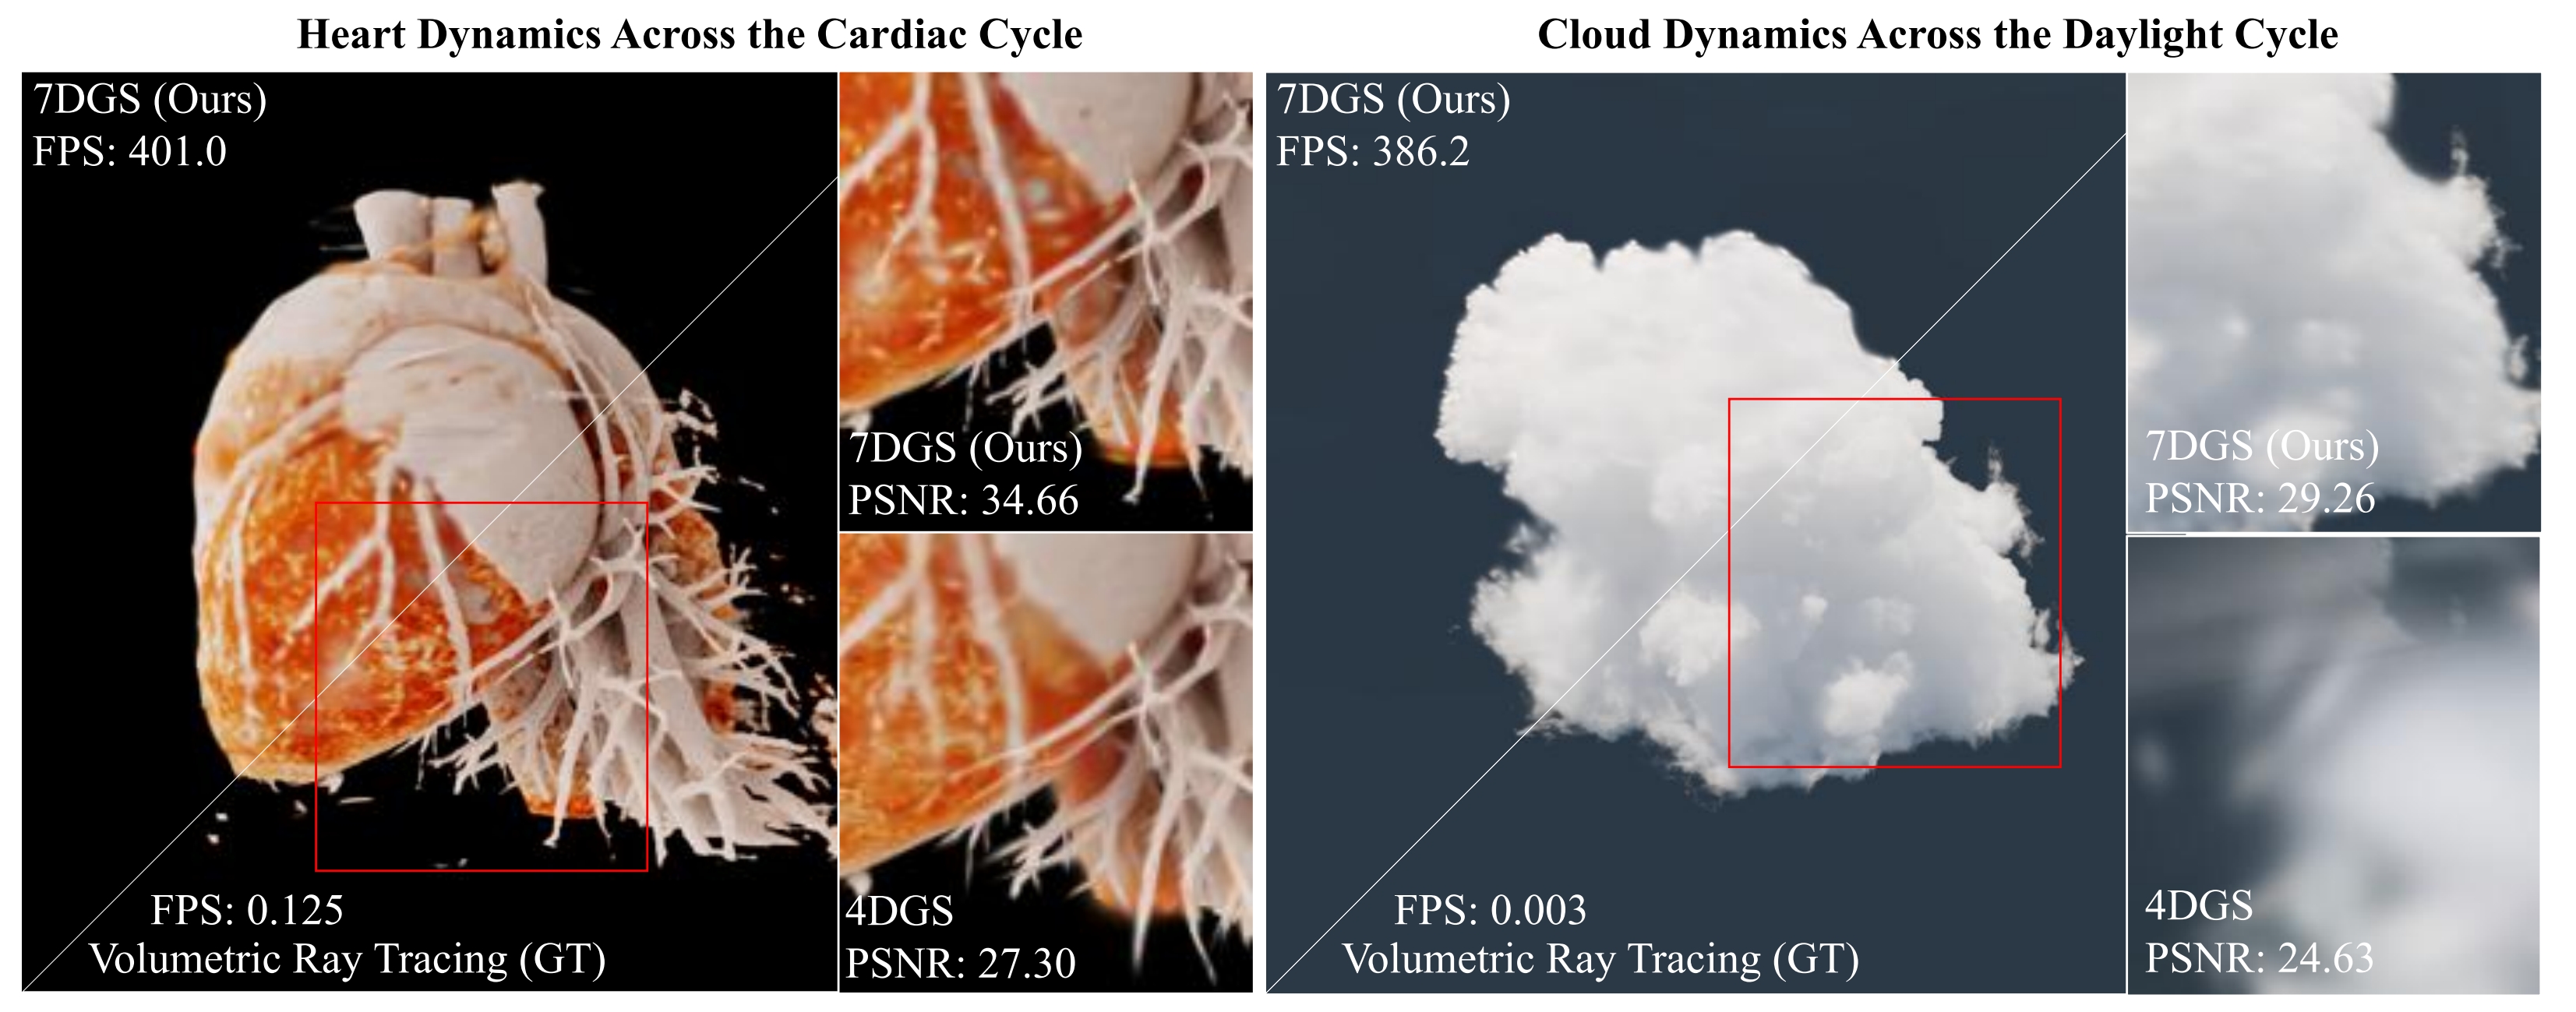 Heart Dynamics Across the Cardiac Cycle
7DGS (Ours)
FPS: 401.0
FPS: 0.125
Volumetric Ray Tracing (GT)
7DGS (Ours)
PSNR: 34.66
4DGS
PSNR: 27.30
Cloud Dynamics Across the Daylight Cycle
7DGS (Ours)
FPS: 386.2
FPS: 0.003
Volumetric Ray Tracing (GT)
7DGS (Ours)
PSNR: 29.26
4DGS
PSNR: 24.63